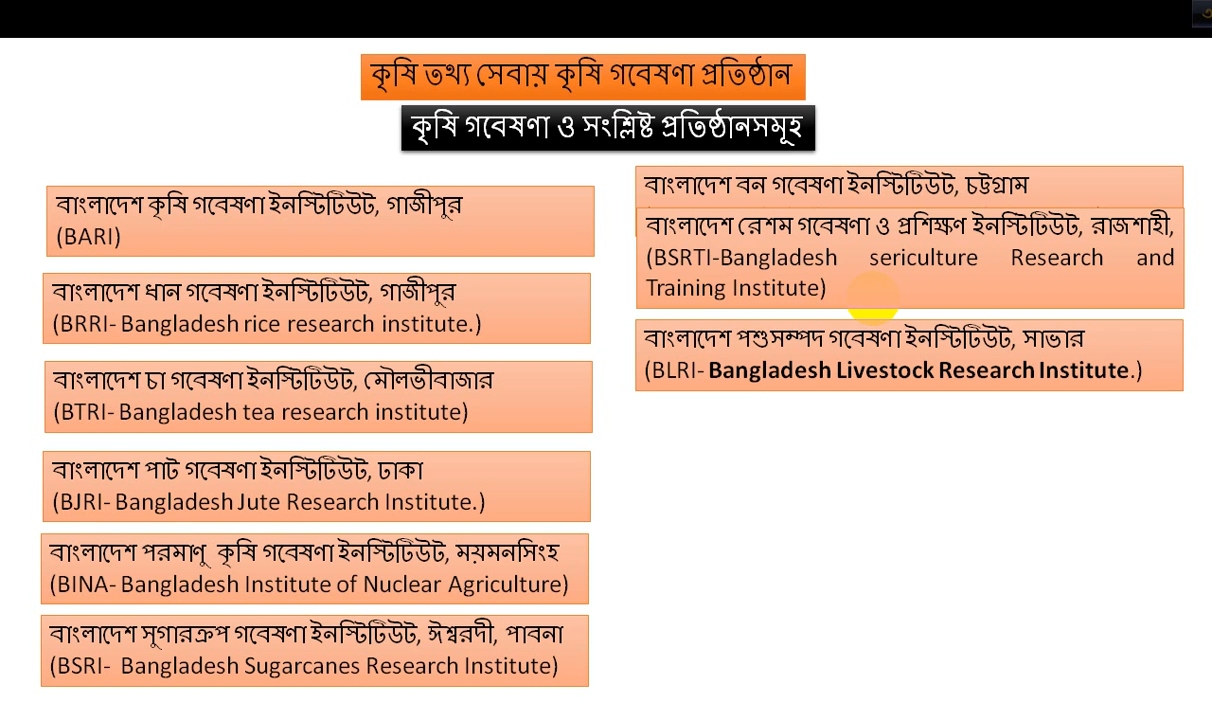 কৃষি তথ্য সেবায় কৃষি গবেষণা প্রতিষ্ঠান
কৃষি গবেষণা ও সংশ্লিষ্ট প্রতিষ্ঠানসমূহ
বাংলাদেশ কৃষি গবেষণা ইনস্টিটিউট, গাজীপুর
(BARI)
বাংলাদেশ ধান গবেষণা ইনস্টিটিউট, গাজীপুর
(BRRI- Bangladesh rice research institute.)
বাংলাদেশ চা গবেষণা ইনস্টিটিউট, মৌলভীবাজার
(BTRI- Bangladesh tea research institute)
বাংলাদেশ পাট গবেষণা ইনস্টিটিউট, ঢাকা
(BJRI- Bangladesh Jute Research Institute.)
বাংলাদেশ পরমাণু কৃষি গবেষণা ইনস্টিটিউট, ময়মনসিংহ
(BINA- Bangladesh Institute of Nuclear Agriculture)
বাংলাদেশ সুগারক্রপ গবেষণা ইনস্টিটিউট, ঈশ্বরদী, পাবনা
(BSRI- Bangladesh Sugarcanes Research Institute)
বাংলাদেশ বন গবেষণা ইনস্টিটিউট, চট্টগ্রাম
বাংলাদেশ রেশম গবেষণা ও প্রশিক্ষণ ইনস্টিটিউট, রাজশাহী,
(BSRTI-Bangladesh sericulture Research and
Training Institute)
বাংলাদেশ পশুসম্পদ গবেষণা ইনস্টিটিউট, সাভার
(BLRI- Bangladesh Livestock Research Institute.)